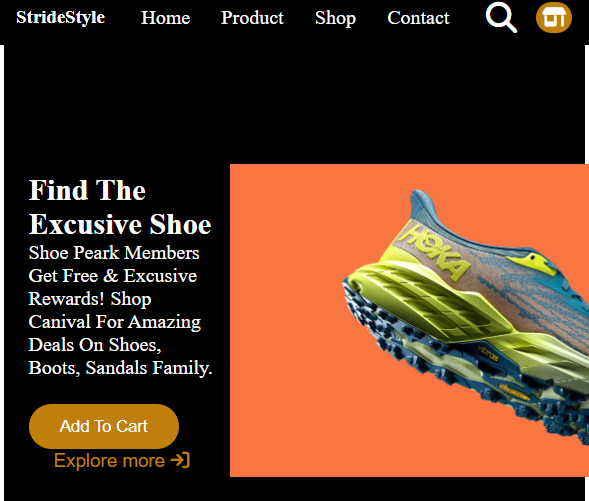 StrideStyle Home Product Shop Contact
Find The
Excusive Shoe
Shoe Peark Members
Get Free & Excusive
Rewards! Shop
Canival For Amazing
Deals On Shoes,
Boots, Sandals Family.
HOKA
Add To Cart
Explore more